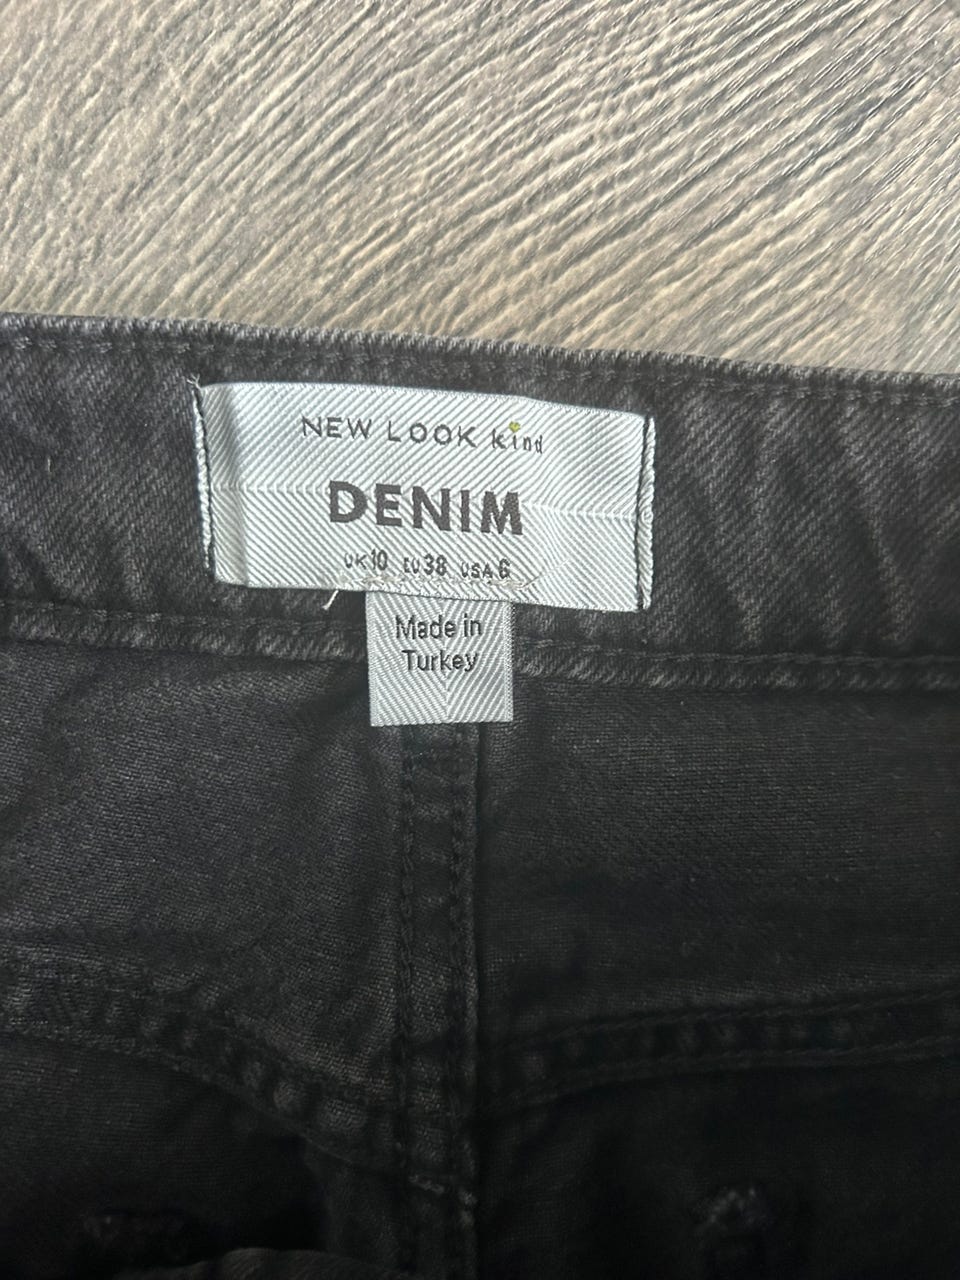 NEW LOOK kind
DENIM
UK10 EU38 USA6
Made in
Turkey